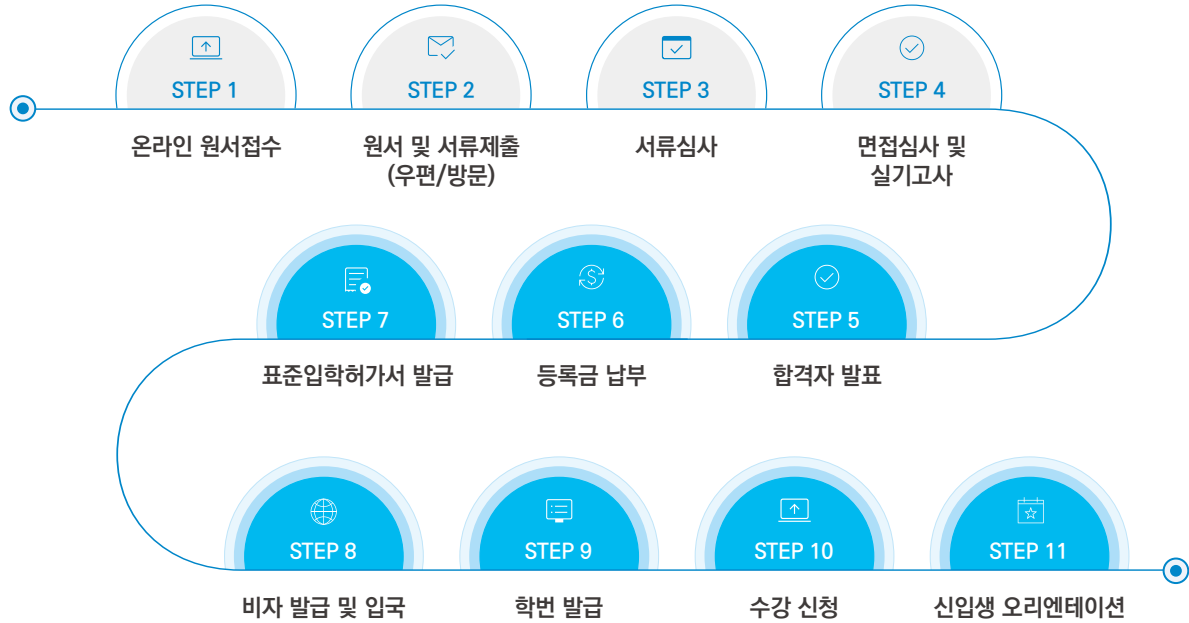 STEP 1
온라인 원서접수
STEP 2
원서 및 서류제출
(우편/방문)
STEP 3
서류심사
STEP 4
면접심사 및
실기고사
STEP 5
합격자 발표
STEP 6
등록금 납부
STEP 7
표준입학허가서 발급
STEP 8
비자 발급 및 입국
STEP 9
학번 발급
STEP 10
수강 신청
STEP 11
신입생 오리엔테이션